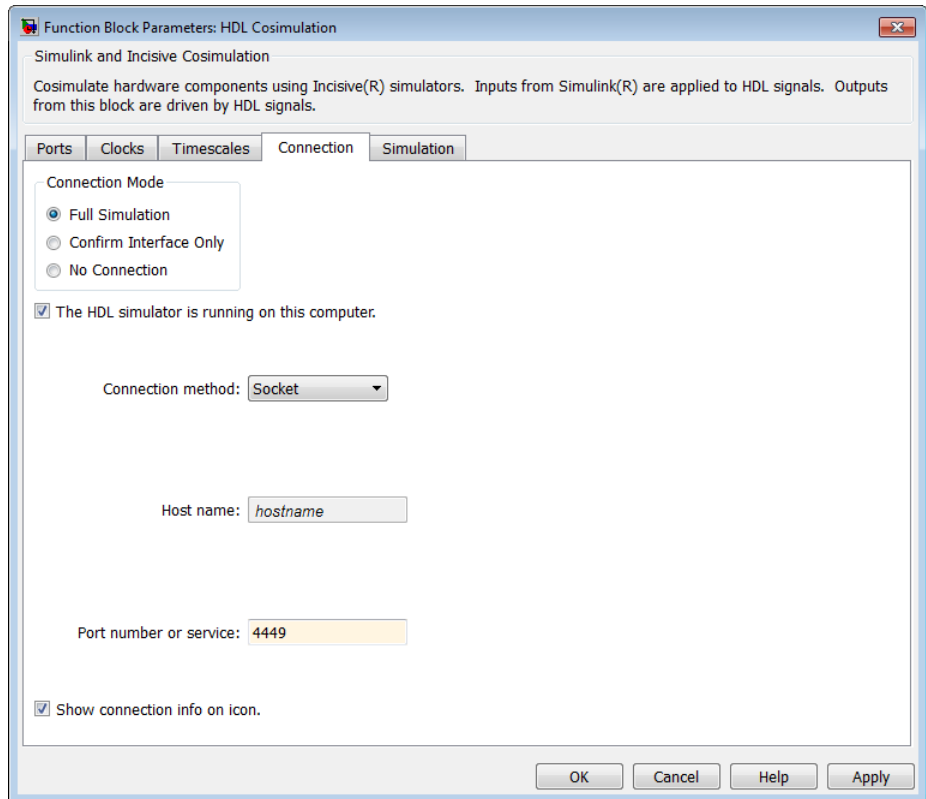 Function Block Parameters: HDL Cosimulation
Simulink and Incisive Cosimulation
Cosimulate hardware components using Incisive(R) simulators.  Inputs from Simulink(R) are applied to HDL signals.  Outputs
from this block are driven by HDL signals.
Ports Clocks Timescales Connection Simulation
Connection Mode
Full Simulation
Confirm Interface Only
No Connection
The HDL simulator is running on this computer.
Connection method: Socket
Host name: hostname
Port number or service: 4449
Show connection info on icon.
OK Cancel Help Apply